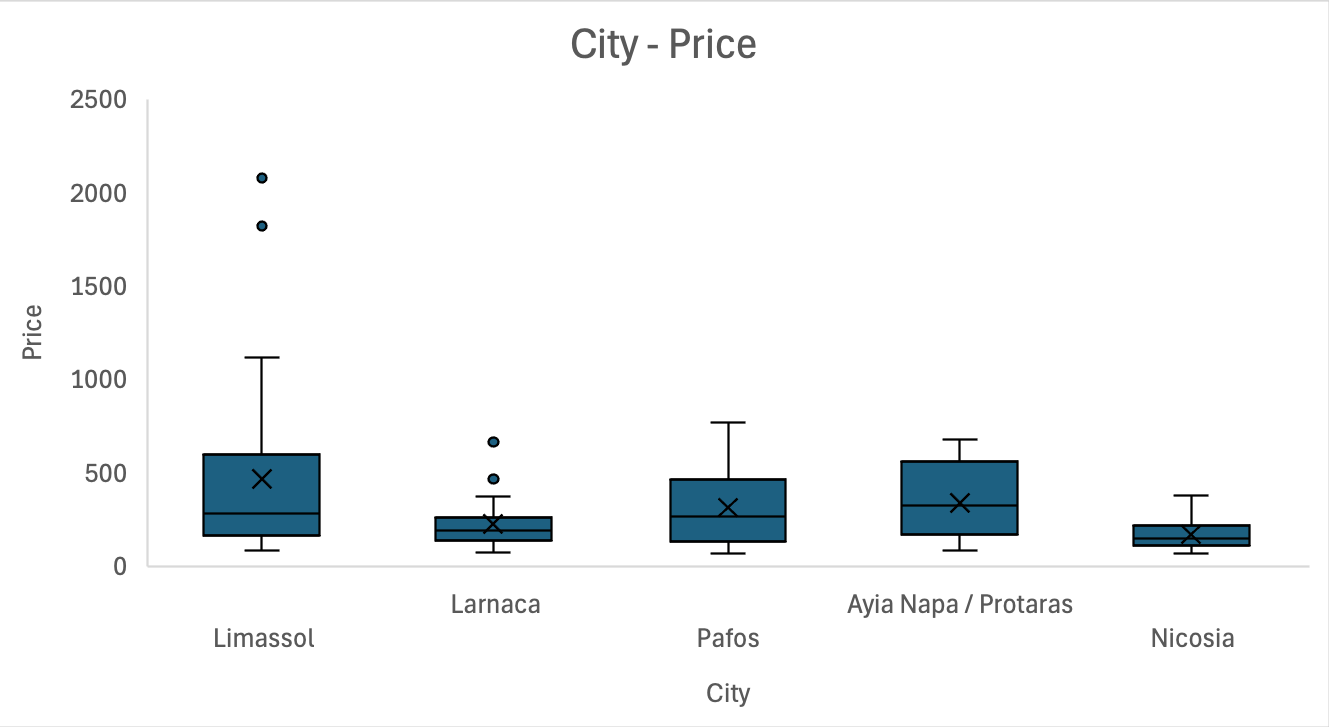 City - Price
2500
2000
1500
1000
500
0
Price
Larnaca
Ayia Napa / Protaras
Limassol
Pafos
Nicosia
City